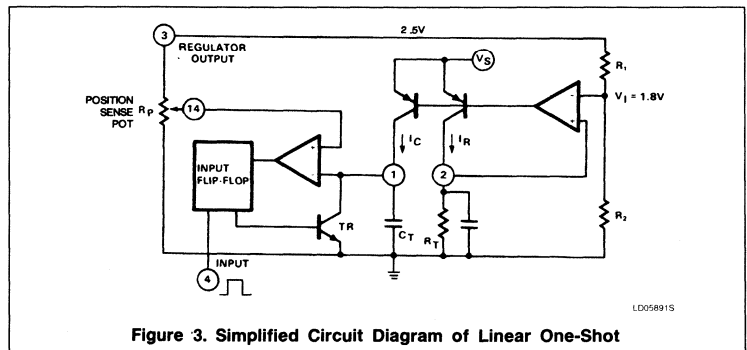 3
REGULATOR
OUTPUT
2.5V
VS
R1
POSITION
SENSE
POT
RP
14
-
+
VI = 1.8V
+
-
IC
IR
INPUT
FLIP-FLOP
1
2
TR
CT
RT
R2
INPUT
4
LD05891S
Figure 3. Simplified Circuit Diagram of Linear One-Shot